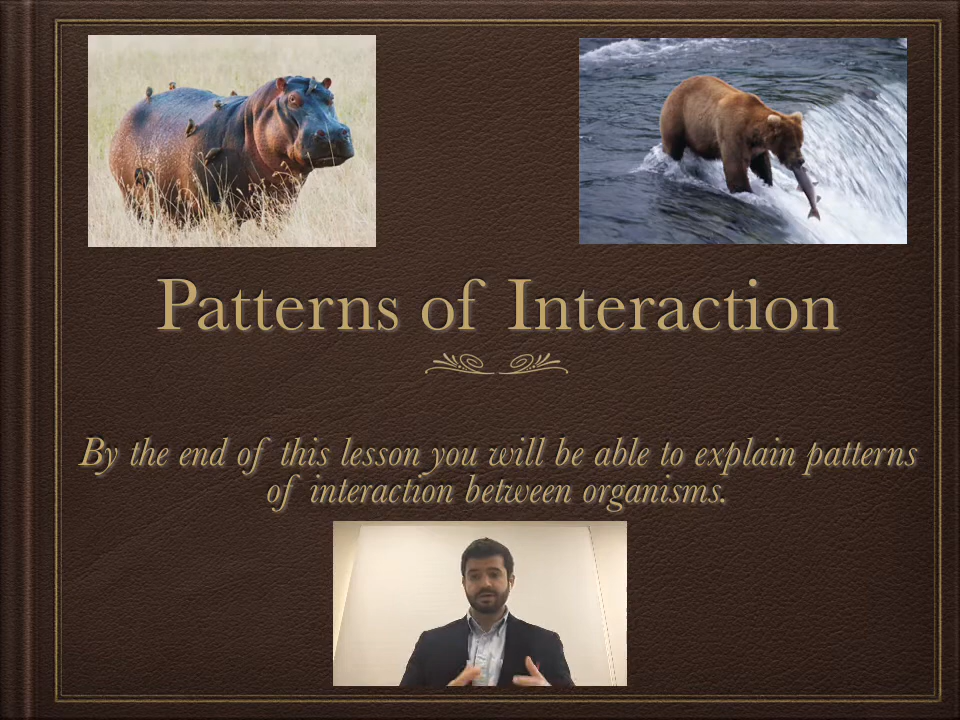 Patterns of Interaction
By the end of this lesson you will be able to explain patterns
of interaction between organisms.